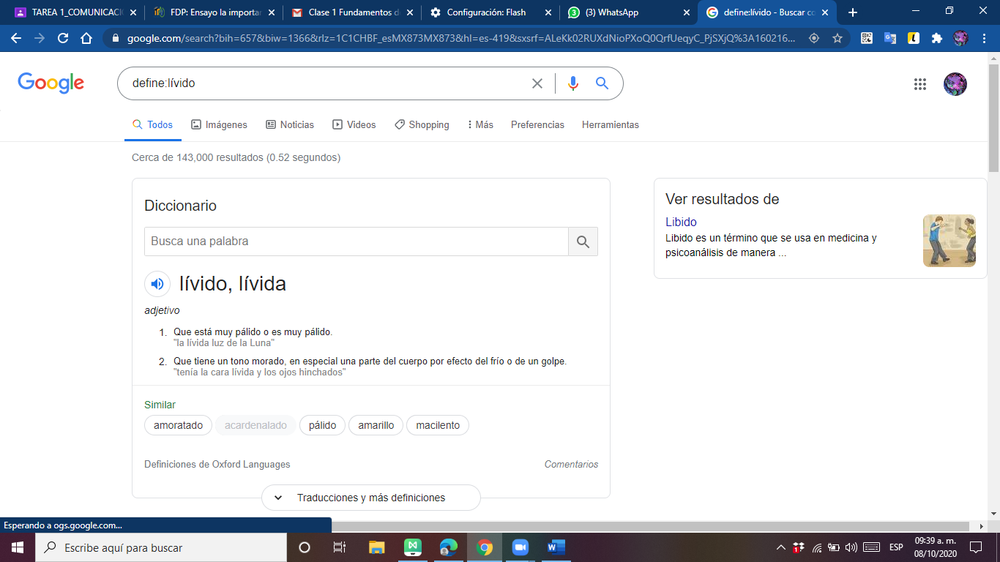 TAREA 1_COMUNICACI
FDP: Ensayo la importan
Clase 1 Fundamentos d
Configuración: Flash
(3) WhatsApp
define:lívido - Buscar co
google.com/search?bih=657&biw=1366&rlz=1C1CHBF_esMX873MX873&hl=es-419&sxsrf=ALeKk02RUXdNioPXoQ0QrfUeqyC_PjSXjQ%3A160216...
Google
define:lívido
Todos
Imágenes
Noticias
Videos
Shopping
Más
Preferencias
Herramientas
Cerca de 143,000 resultados (0.52 segundos)
Diccionario
Busca una palabra
lívido, lívida
adjetivo
1. Que está muy pálido o es muy pálido.
"la lívida luz de la Luna"
2. Que tiene un tono morado, en especial una parte del cuerpo por efecto del frío o de un golpe.
"tenía la cara lívida y los ojos hinchados"
Similar
amoratado acardenalado pálido amarillo macilento
Definiciones de Oxford Languages
Comentarios
Traducciones y más definiciones
Ver resultados de
Libido
Libido es un término que se usa en medicina y
psicoanálisis de manera ...
Esperando a ogs.google.com...
Escribe aquí para buscar
ESP
09:39 a. m.
08/10/2020